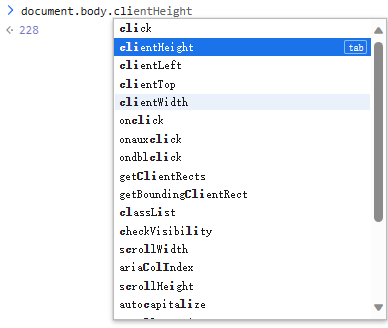 document.body.clientHeight
228
click
clientHeight tab
clientLeft
clientTop
clientWidth
onclick
onauxclick
ondblclick
getClientRects
getBoundingClientRect
classList
checkVisibility
scrollWidth
ariaColIndex
scrollHeight
autocapitalize